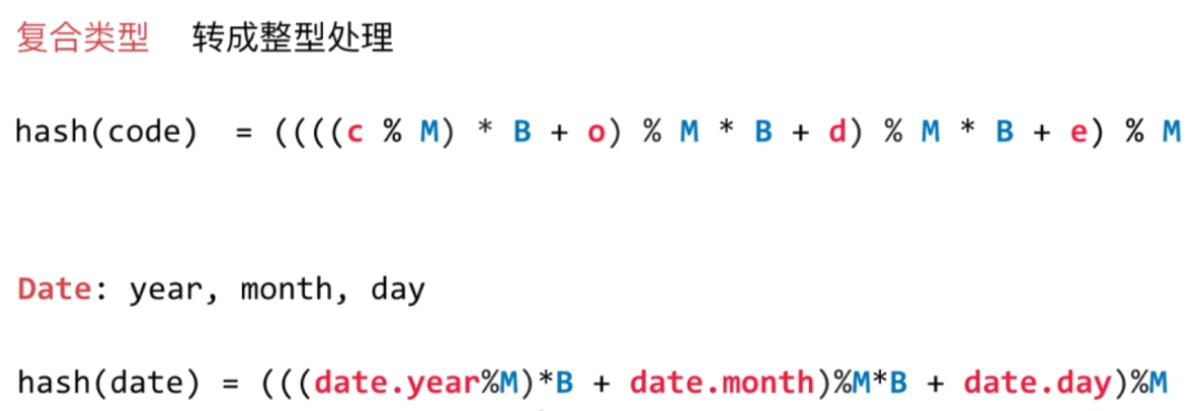 复合类型 转成整型处理
hash(code) = ((((c % M) * B + o) % M * B + d) % M * B + e) % M
Date: year, month, day
hash(date) = (((date.year%M)*B + date.month)%M*B + date.day)%M